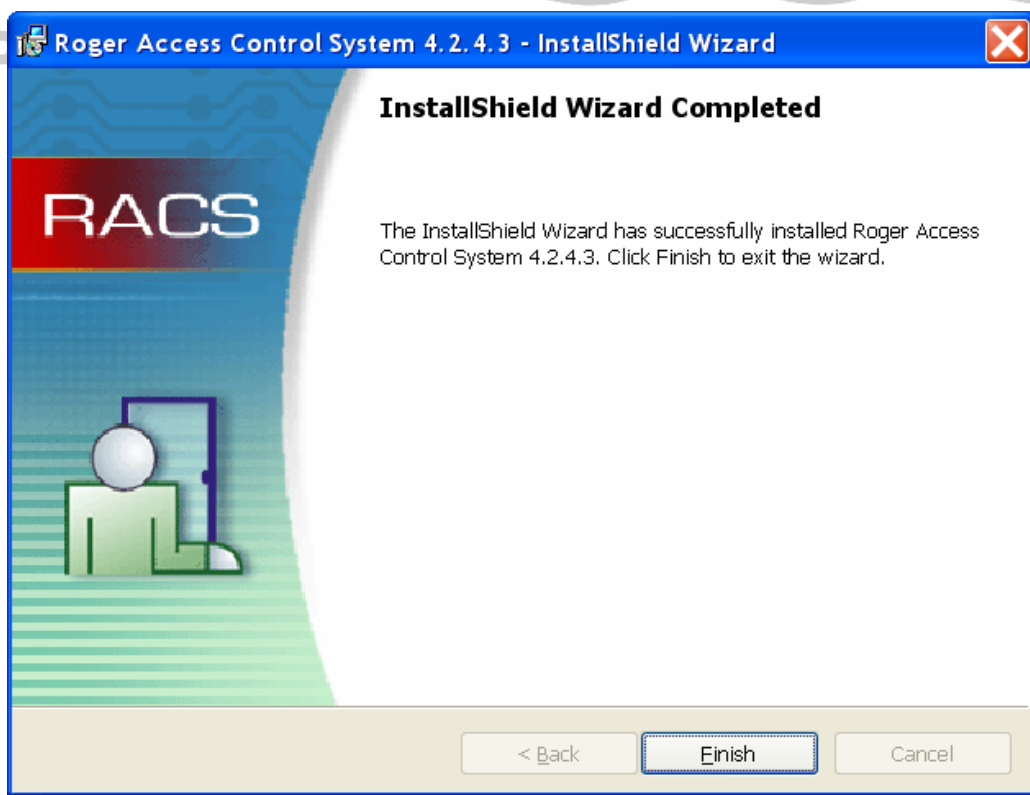 Roger Access Control System 4.2.4.3 - InstallShield Wizard
InstallShield Wizard Completed
RACS
The InstallShield Wizard has successfully installed Roger Access
Control System 4.2.4.3. Click Finish to exit the wizard.
< Back
Finish
Cancel